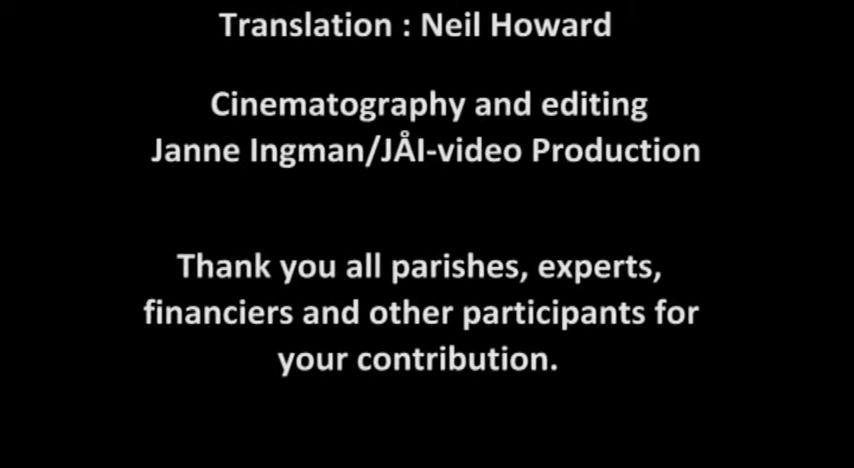 Translation : Neil Howard
Cinematography and editing
Janne Ingman/JÅI-video Production
Thank you all parishes, experts,
financiers and other participants for
your contribution.